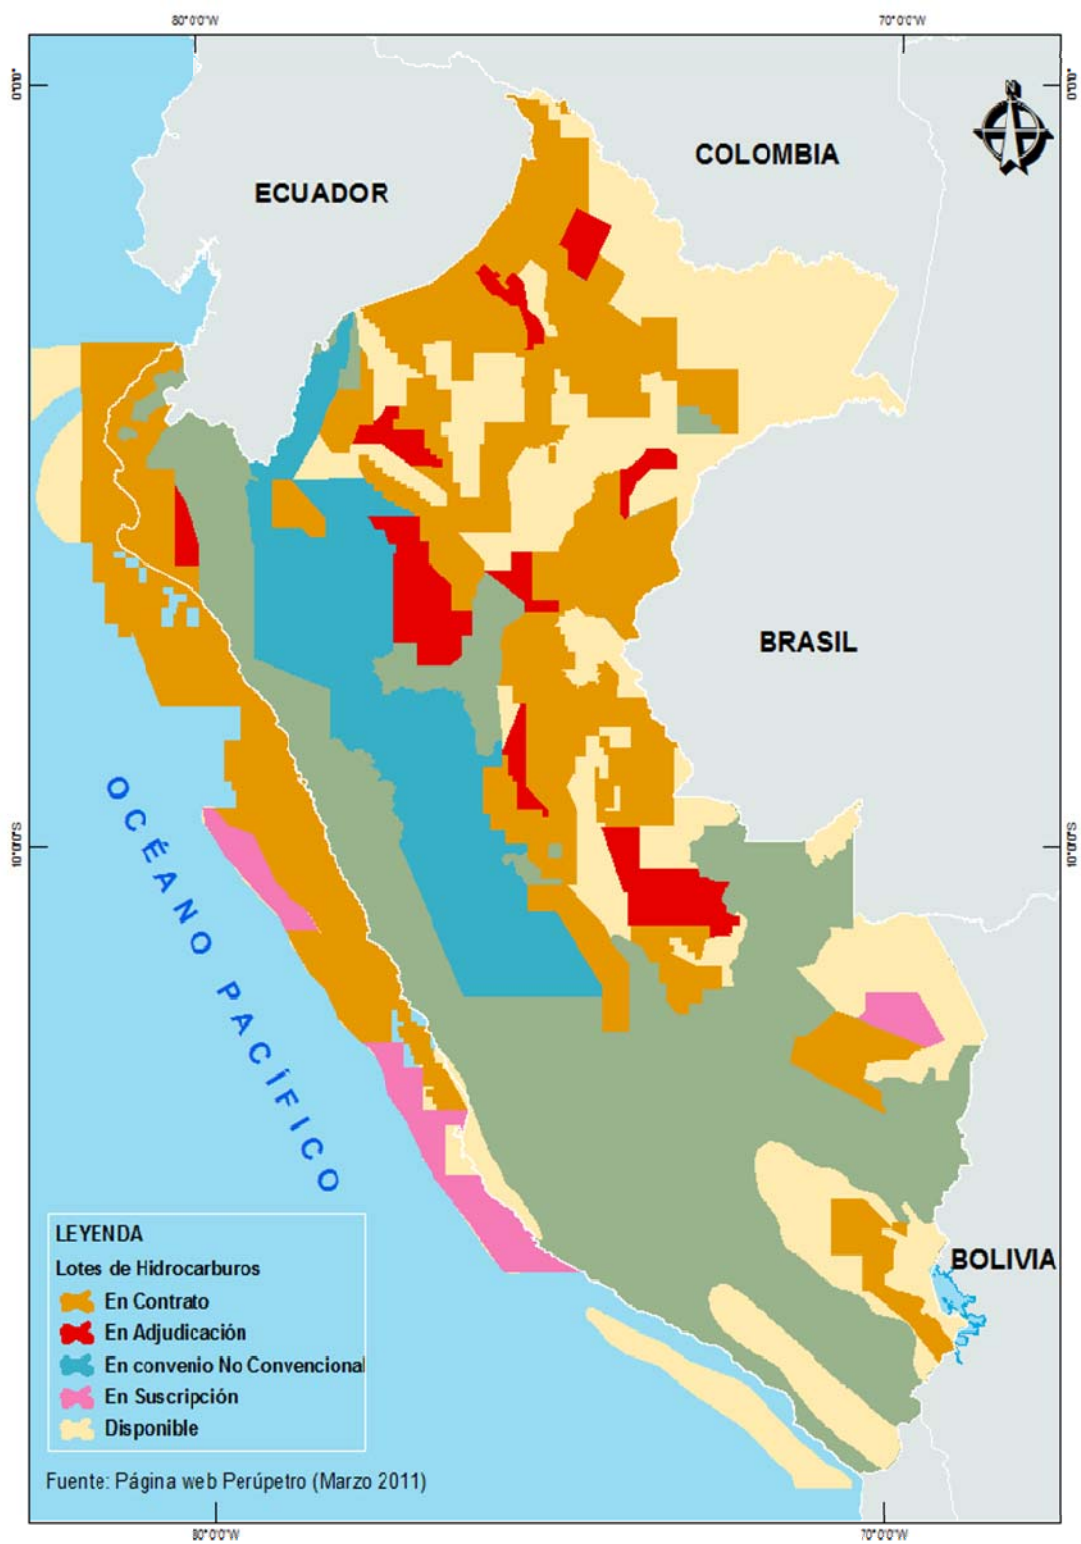 80°0'0"W 70°0'0"W
0°0'0" 0°0'0"
N
COLOMBIA
ECUADOR
BRASIL
10°0'0"S 10°0'0"S
OCÉANO PACÍFICO
BOLIVIA
LEYENDA
Lotes de Hidrocarburos
En Contrato
En Adjudicación
En convenio No Convencional
En Suscripción
Disponible
Fuente: Página web Perúpetro (Marzo 2011)
80°0'0"W 70°0'0"W